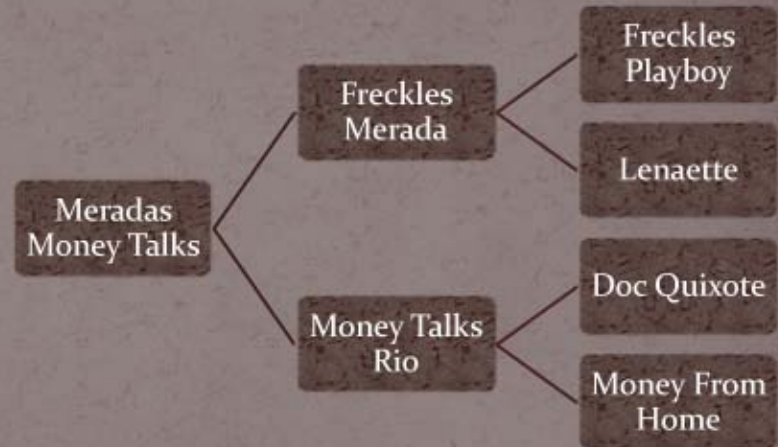 Meradas
Money Talks
Freckles
Merada
Money Talks
Rio
Freckles
Playboy
Lenaette
Doc Quixote
Money From
Home